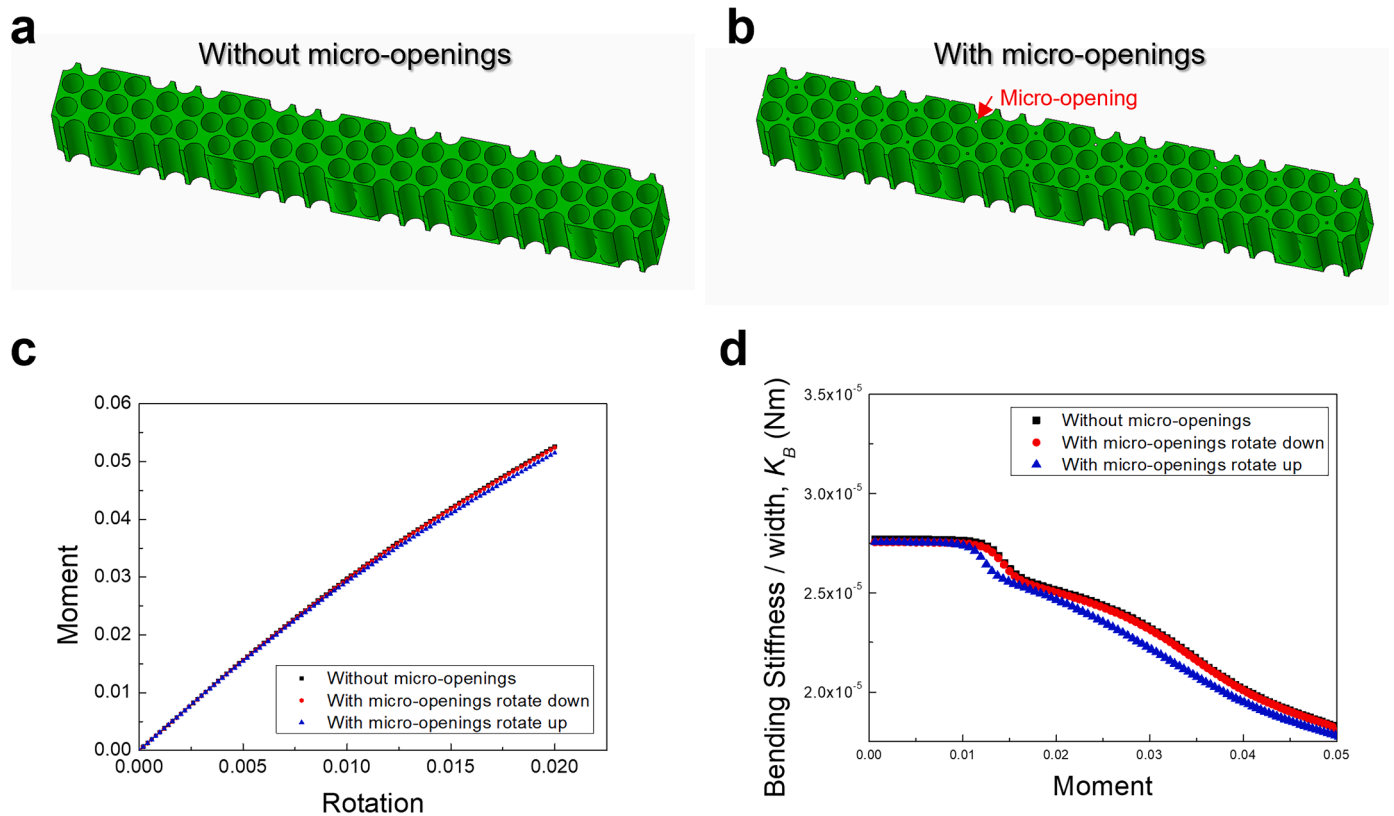 a
Without micro-openings
b
With micro-openings
Micro-opening
c
0.06
0.05
0.04
0.03
0.02
0.01
0.00
Moment
Without micro-openings
With micro-openings rotate down
With micro-openings rotate up
0.000 0.005 0.010 0.015 0.020
Rotation
d
Bending Stiffness / width, K_B (Nm)
3.5x10⁻⁵
3.0x10⁻⁵
2.5x10⁻⁵
2.0x10⁻⁵
Without micro-openings
With micro-openings rotate down
With micro-openings rotate up
0.00 0.01 0.02 0.03 0.04 0.05
Moment